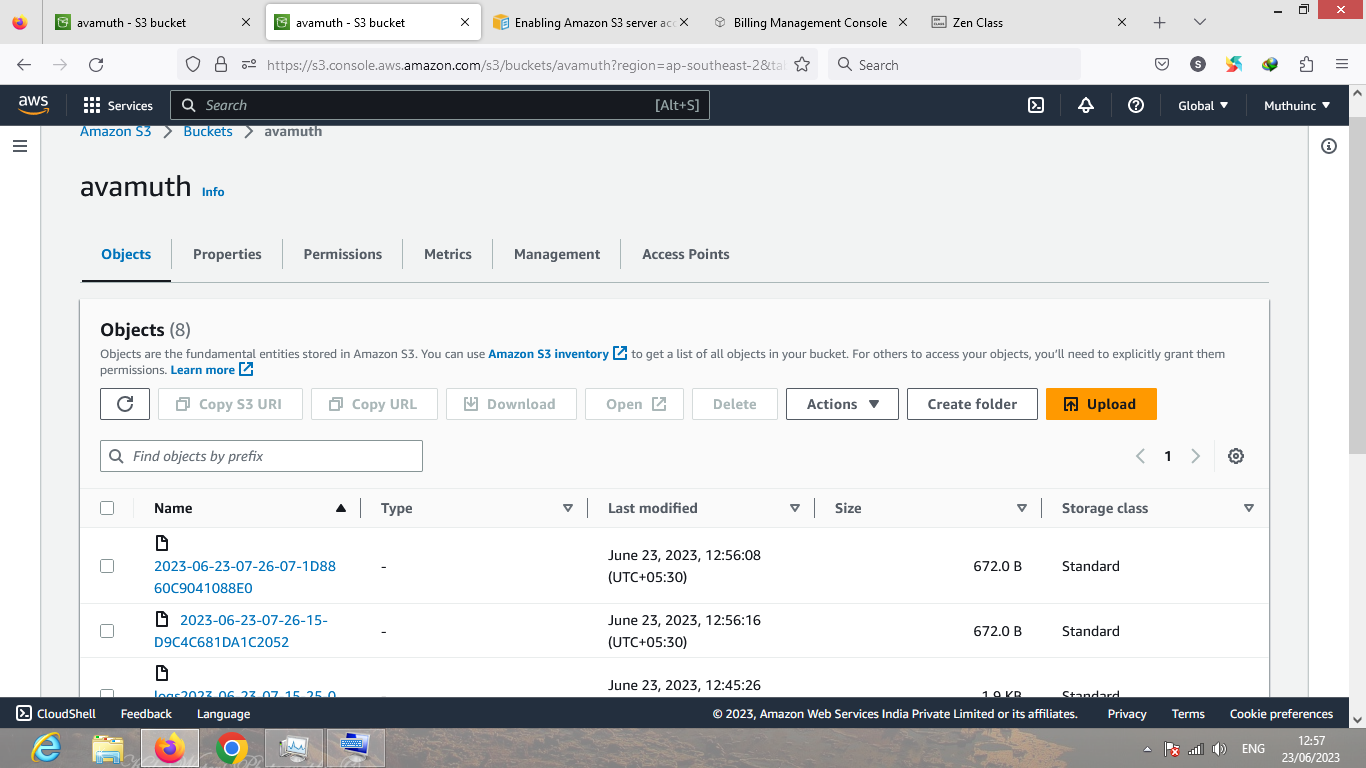 avamuth - S3 bucket
avamuth - S3 bucket
Enabling Amazon S3 server acc
Billing Management Console
Zen Class
https://s3.console.aws.amazon.com/s3/buckets/avamuth?region=ap-southeast-2&tab
Search
aws
Services
Search
[Alt+S]
Global
Muthuinc
Amazon S3
Buckets
avamuth
avamuth
Info
Objects
Properties
Permissions
Metrics
Management
Access Points
Objects (8)
Objects are the fundamental entities stored in Amazon S3. You can use Amazon S3 inventory to get a list of all objects in your bucket. For others to access your objects, you'll need to explicitly grant them
permissions. Learn more
Copy S3 URI
Copy URL
Download
Open
Delete
Actions
Create folder
Upload
Find objects by prefix
1
Name
Type
Last modified
Size
Storage class
2023-06-23-07-26-07-1D88
60C9041088E0
-
June 23, 2023, 12:56:08
(UTC+05:30)
672.0 B
Standard
2023-06-23-07-26-15-
D9C4C681DA1C2052
-
June 23, 2023, 12:56:16
(UTC+05:30)
672.0 B
Standard
logs2023-06-23-07-15-25-0
-
June 23, 2023, 12:45:26
1.9 KB
Standard
CloudShell
Feedback
Language
© 2023, Amazon Web Services India Private Limited or its affiliates.
Privacy
Terms
Cookie preferences
ENG
12:57
23/06/2023